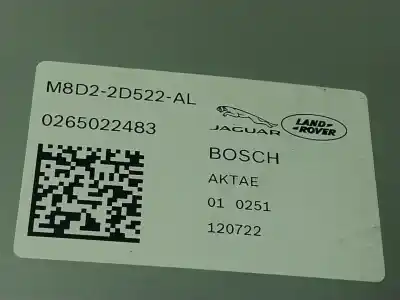 M8D2-2D522-AL
0265022483
JAGUAR
LAND-
ROVER
BOSCH
AKTAE
01 0251
120722